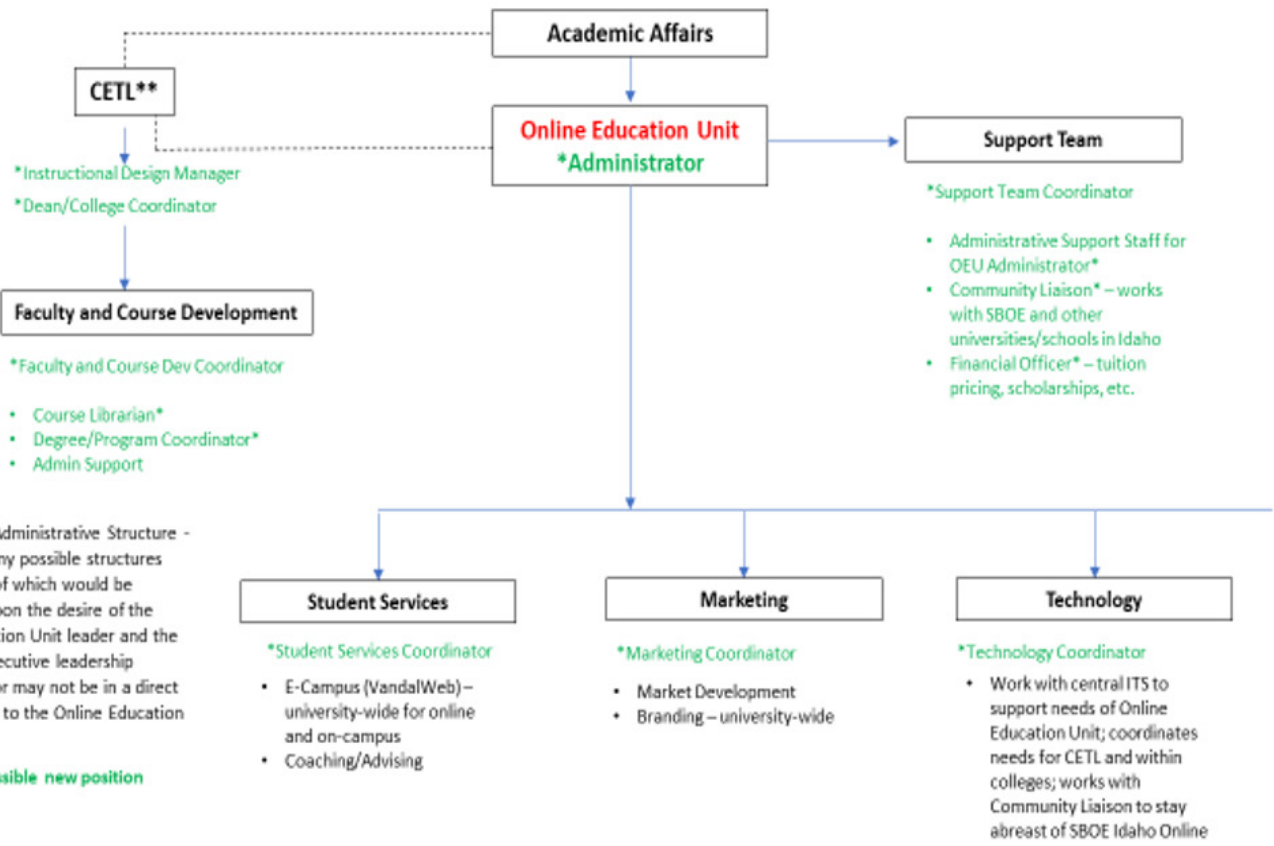 Academic Affairs
CETL**
Online Education Unit
*Administrator
Support Team
*Instructional Design Manager
*Dean/College Coordinator
*Support Team Coordinator
• Administrative Support Staff for
OEU Administrator*
• Community Liaison* – works
with SBOE and other
universities/schools in Idaho
• Financial Officer* – tuition
pricing, scholarships, etc.
Faculty and Course Development
*Faculty and Course Dev Coordinator
• Course Librarian*
• Degree/Program Coordinator*
• Admin Support
Administrative Structure -
ny possible structures
of which would be
pon the desire of the
tion Unit leader and the
ecutive leadership
or may not be in a direct
to the Online Education
ssible new position
Student Services
*Student Services Coordinator
• E-Campus (VandalWeb) –
university-wide for online
and on-campus
• Coaching/Advising
Marketing
*Marketing Coordinator
• Market Development
• Branding – university-wide
Technology
*Technology Coordinator
• Work with central ITS to
support needs of Online
Education Unit; coordinates
needs for CETL and within
colleges; works with
Community Liaison to stay
abreast of SBOE Idaho Online